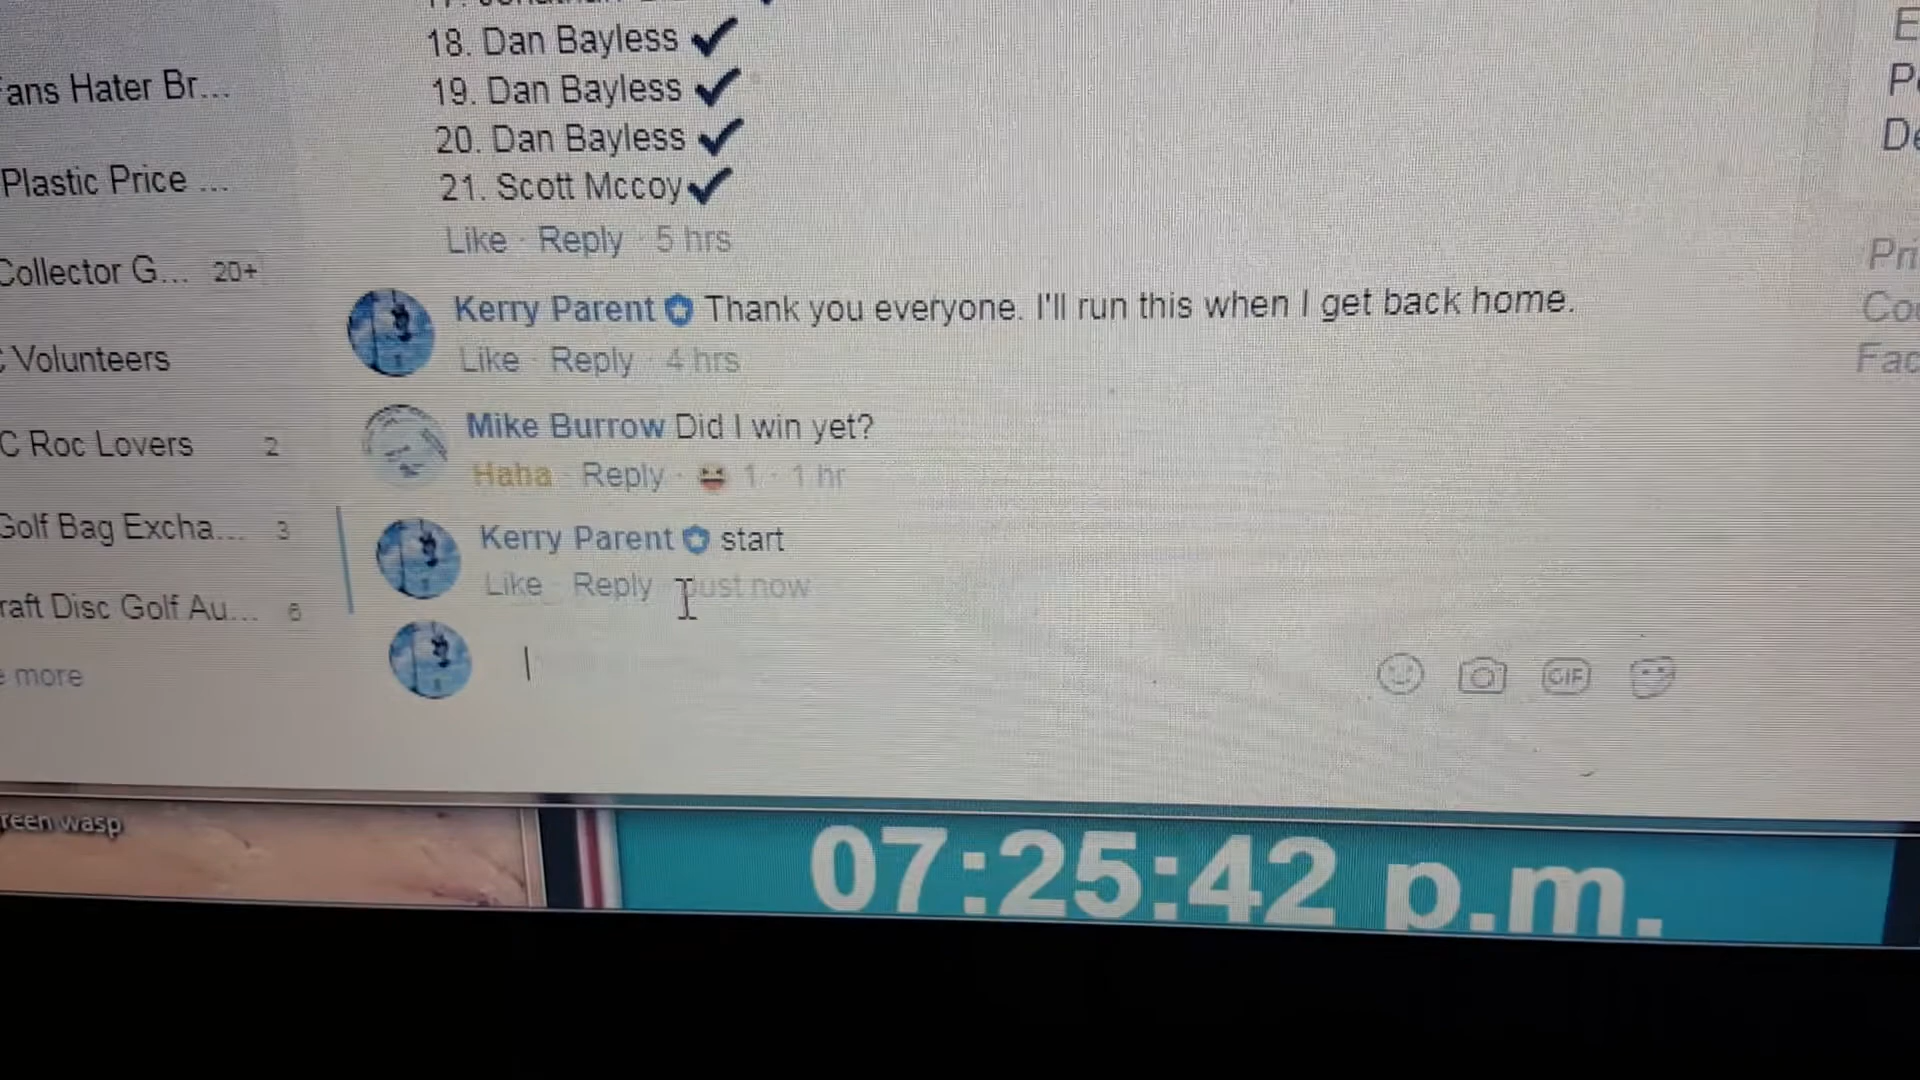 18. Dan Bayless ✔
19. Dan Bayless ✔
20. Dan Bayless ✔
21. Scott Mccoy ✔
Like · Reply · 5 hrs
Kerry Parent Thank you everyone. I'll run this when I get back home.
Like · Reply · 4 hrs
Mike Burrow Did I win yet?
Haha · Reply · 1 · 1 hr
Kerry Parent start
Like · Reply · Just now
GIF
ans Hater Br...
Plastic Price ...
Collector G... 20+
Volunteers
C Roc Lovers 2
Golf Bag Excha... 3
raft Disc Golf Au... 6
more
reen wasp
07:25:42 p.m.